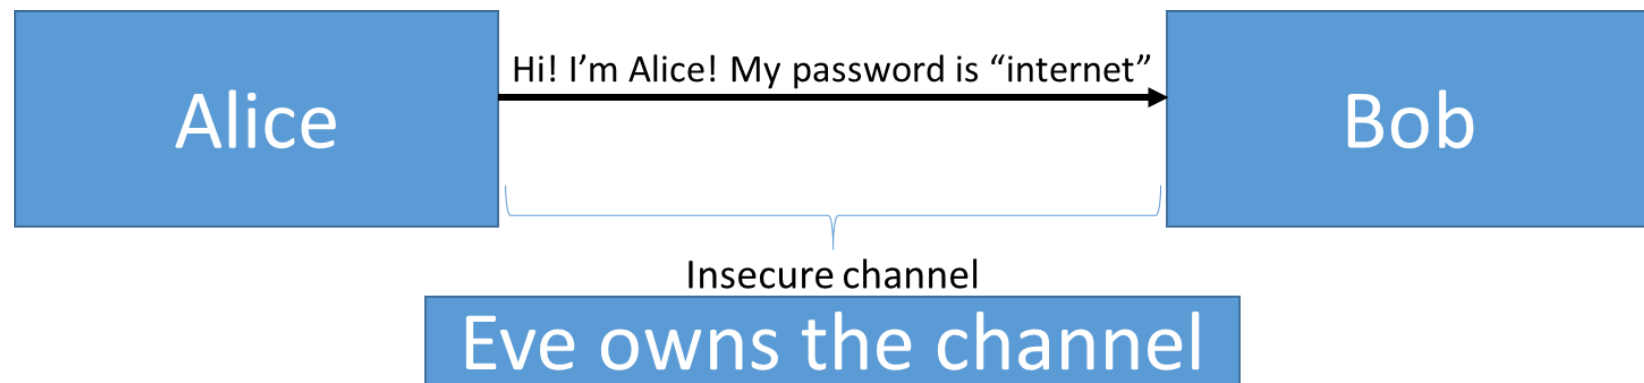 Hi! I’m Alice! My password is “internet”
Alice
Bob
Insecure channel
Eve owns the channel